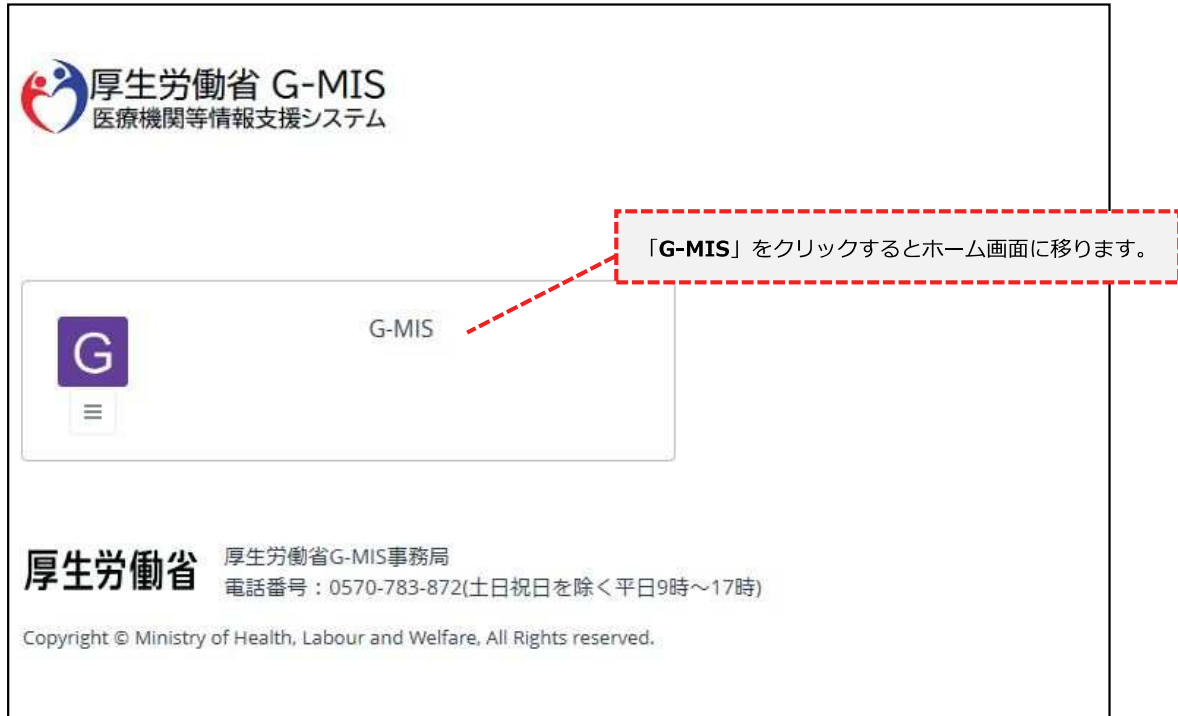 厚生労働省 G-MIS
医療機関等情報支援システム
「G-MIS」をクリックするとホーム画面に移ります。
G
G-MIS
厚生労働省
厚生労働省G-MIS事務局
電話番号：0570-783-872(土日祝日を除く平日9時～17時)
Copyright © Ministry of Health, Labour and Welfare, All Rights reserved.